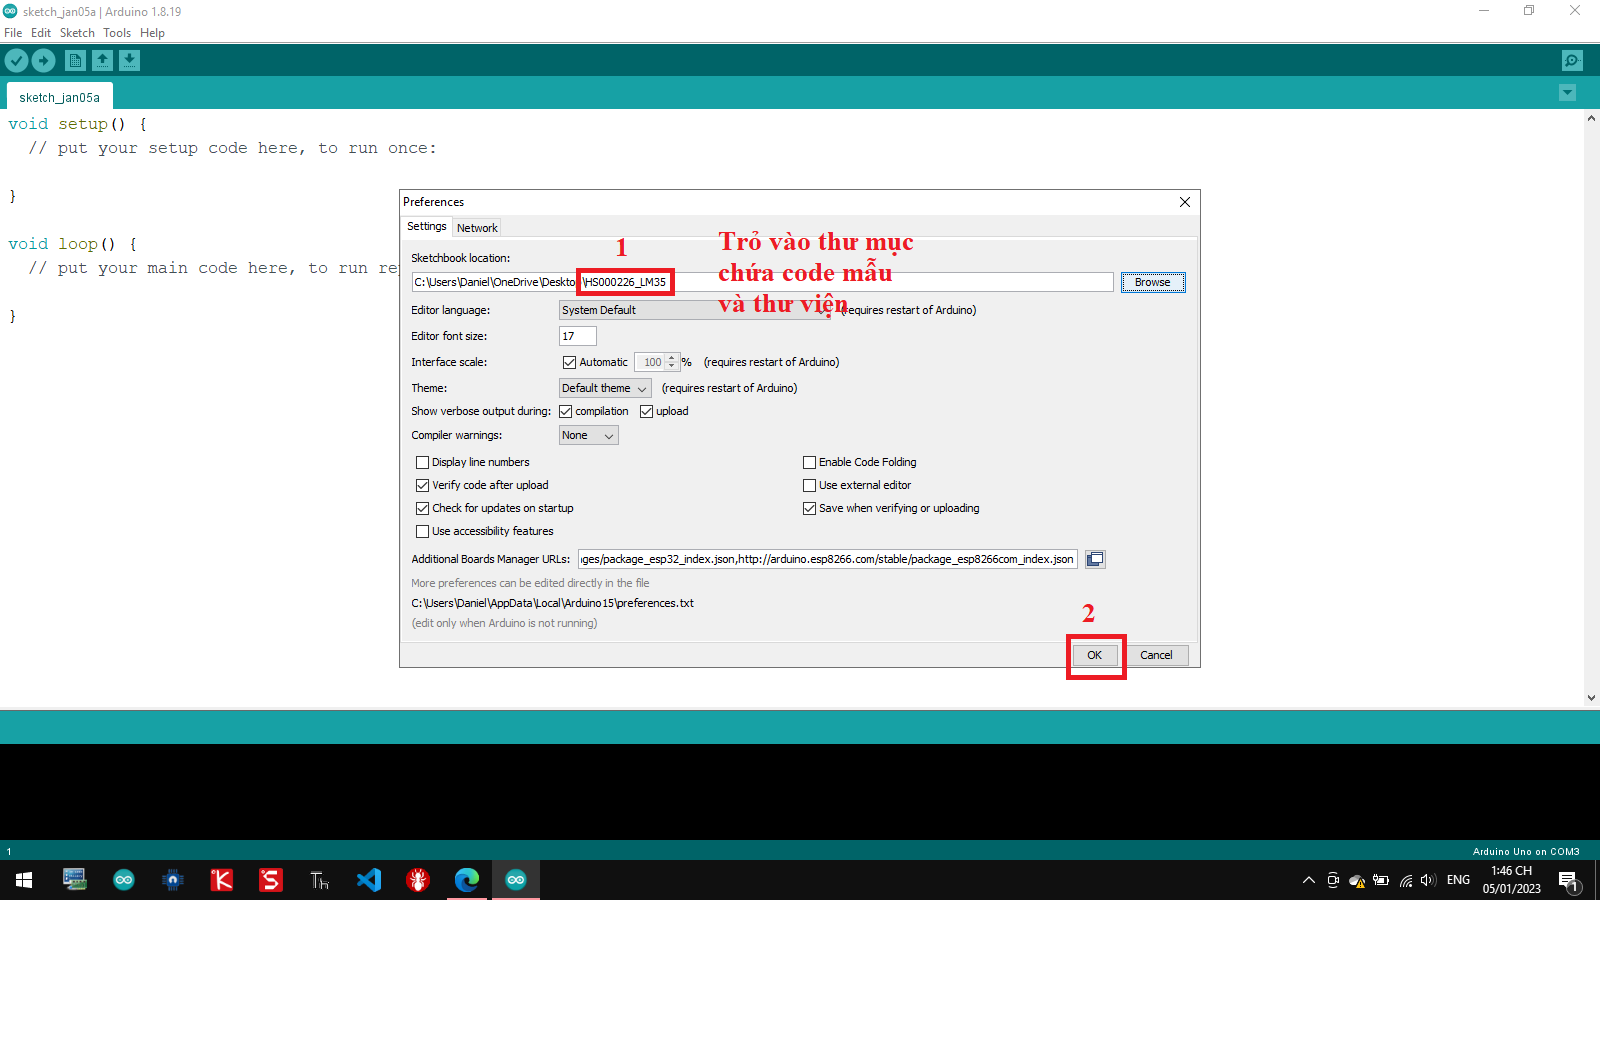 sketch_jan05a | Arduino 1.8.19
File Edit Sketch Tools Help
sketch_jan05a
void setup() {
// put your setup code here, to run once:
}
void loop() {
// put your main code here, to run re
}
Preferences
Settings Network
1
Trỏ vào thư mục
chứa code mẫu
và thư viện
Sketchbook location:
C:\Users\Daniel\OneDrive\Deskto \HS000226_LM35 Browse
Editor language: System Default (requires restart of Arduino)
Editor font size: 17
Interface scale: Automatic 100 % (requires restart of Arduino)
Theme: Default theme (requires restart of Arduino)
Show verbose output during: compilation upload
Compiler warnings: None
Display line numbers Enable Code Folding
Verify code after upload Use external editor
Check for updates on startup Save when verifying or uploading
Use accessibility features
Additional Boards Manager URLs: ges/package_esp32_index.json,http://arduino.esp8266.com/stable/package_esp8266com_index.json
More preferences can be edited directly in the file
C:\Users\Daniel\AppData\Local\Arduino15\preferences.txt
(edit only when Arduino is not running)
2
OK Cancel
1 Arduino Uno on COM3
K S Th ENG 1:46 CH
05/01/2023
1